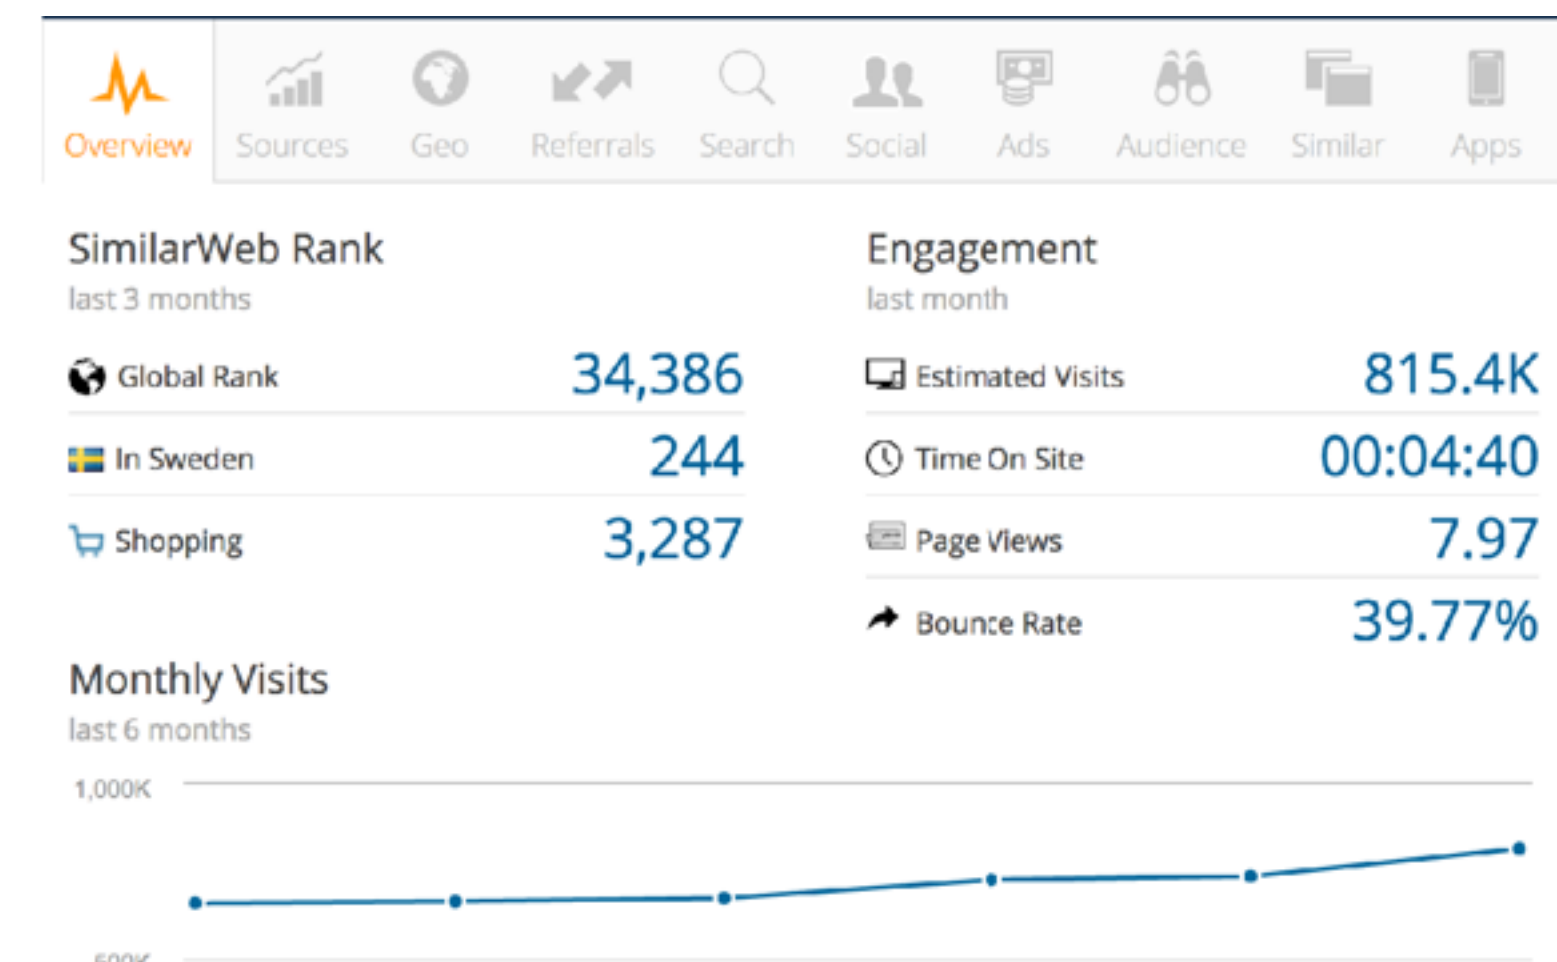 Overview Sources Geo Referrals Search Social Ads Audience Similar Apps
SimilarWeb Rank
last 3 months
Global Rank 34,386
In Sweden 244
Shopping 3,287
Engagement
last month
Estimated Visits 815.4K
Time On Site 00:04:40
Page Views 7.97
Bounce Rate 39.77%
Monthly Visits
last 6 months
1,000K
500K